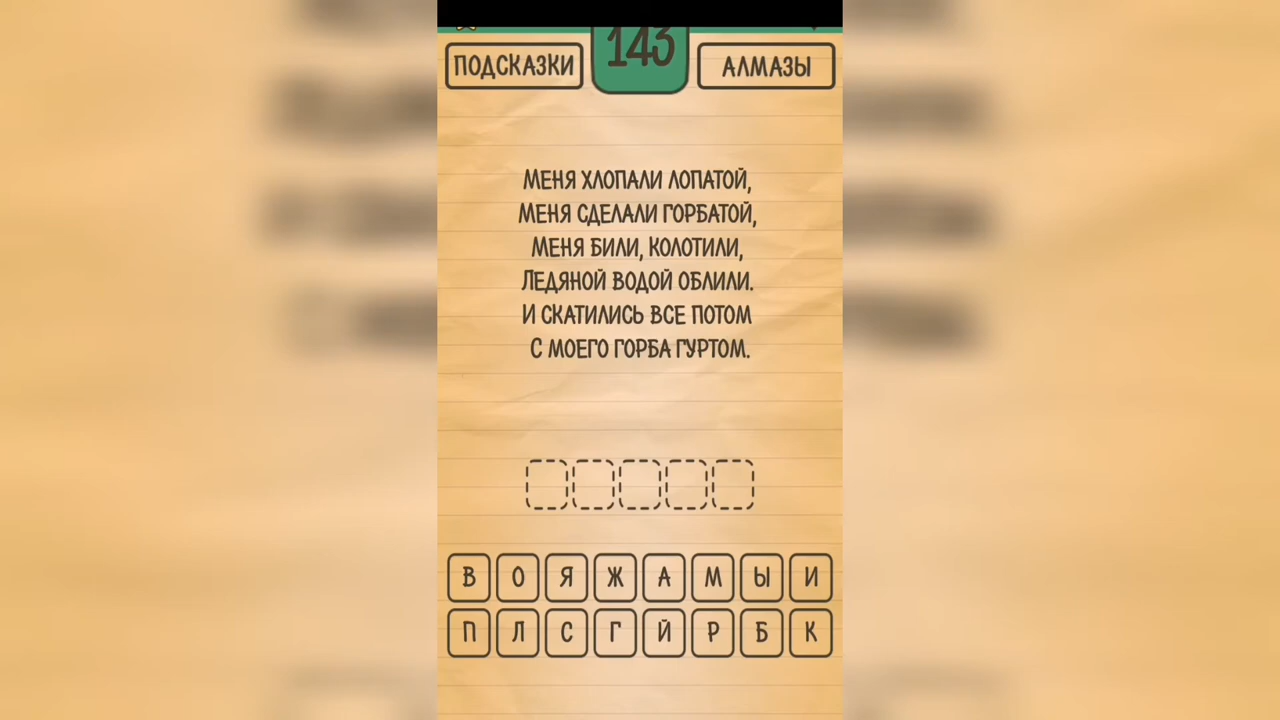 143
ПОДСКАЗКИ
АЛМАЗЫ
МЕНЯ ХЛОПАЛИ ЛОПАТОЙ,
МЕНЯ СДЕЛАЛИ ГОРБАТОЙ,
МЕНЯ БИЛИ, КОЛОТИЛИ,
ЛЕДЯНОЙ ВОДОЙ ОБЛИЛИ.
И СКАТИЛИСЬ ВСЕ ПОТОМ
С МОЕГО ГОРБА ГУРТОМ.
В О Я Ж А М Ы И
П Л С Г Й Р Б К